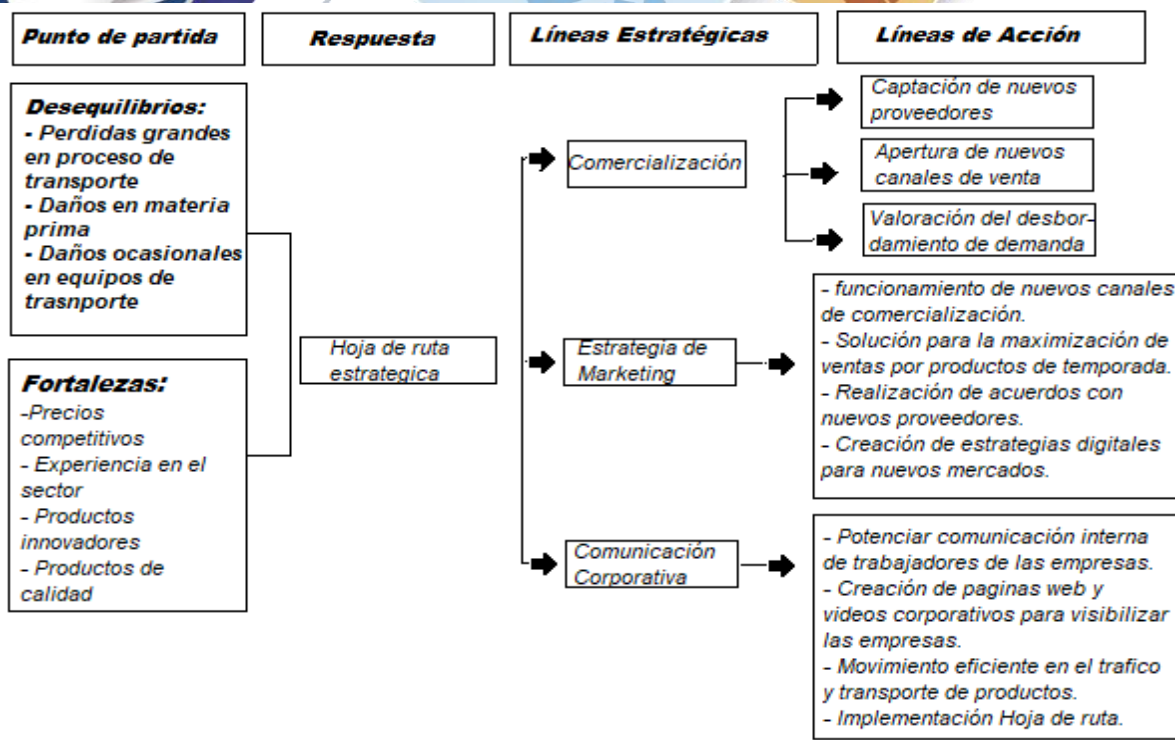 Punto de partida
Respuesta
Líneas Estratégicas
Líneas de Acción
Desequilibrios:
- Perdidas grandes
en proceso de
transporte
- Daños en materia
prima
- Daños ocasionales
en equipos de
trasnporte
Fortalezas:
-Precios
competitivos
- Experiencia en el
sector
- Productos
innovadores
- Productos de
calidad
Hoja de ruta
estrategica
Comercialización
Captación de nuevos
proveedores
Apertura de nuevos
canales de venta
Valoración del desbor-
damiento de demanda
Estrategia de
Marketing
- funcionamiento de nuevos canales
de comercialización.
- Solución para la maximización de
ventas por productos de temporada.
- Realización de acuerdos con
nuevos proveedores.
- Creación de estrategias digitales
para nuevos mercados.
Comunicación
Corporativa
- Potenciar comunicación interna
de trabajadores de las empresas.
- Creación de paginas web y
videos corporativos para visibilizar
las empresas.
- Movimiento eficiente en el trafico
y transporte de productos.
- Implementación Hoja de ruta.